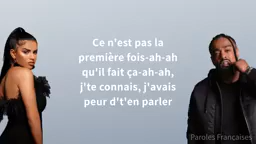 Ce n'est pas la
première fois-ah-ah
qu'il fait ça-ah-ah,
j'te connais, j'avais
peur d't'en parler
Paroles Françaises